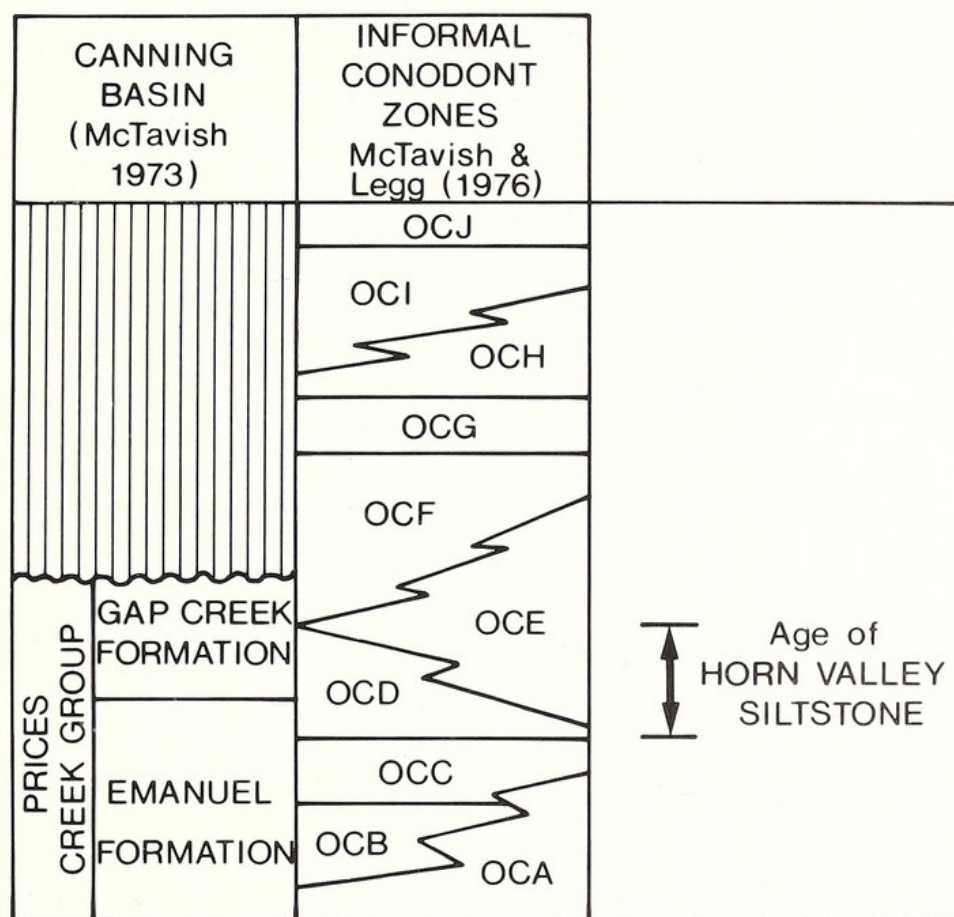 CANNING
BASIN
(McTavish
1973)
INFORMAL
CONODONT
ZONES
McTavish &
Legg (1976)
OCJ
OCI
OCH
OCG
OCF
OCE
OCD
OCC
OCB
OCA
PRICES
CREEK GROUP
GAP CREEK
FORMATION
EMANUEL
FORMATION
Age of
HORN VALLEY
SILTSTONE